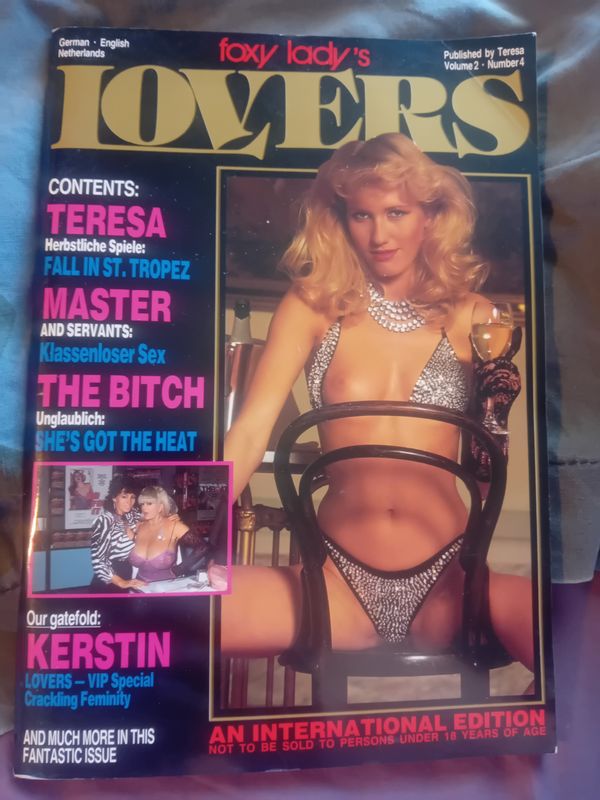 German · English
Netherlands
foxy lady's
Published by Teresa
Volume 2 · Number 4
LOVERS
CONTENTS:
TERESA
Herbstliche Spiele:
FALL IN ST. TROPEZ
MASTER
AND SERVANTS:
Klassenloser Sex
THE BITCH
Unglaublich:
SHE'S GOT THE HEAT
Our gatefold:
KERSTIN
LOVERS — VIP Special
Crackling Feminity
AND MUCH MORE IN THIS
FANTASTIC ISSUE
AN INTERNATIONAL EDITION
NOT TO BE SOLD TO PERSONS UNDER 18 YEARS OF AGE